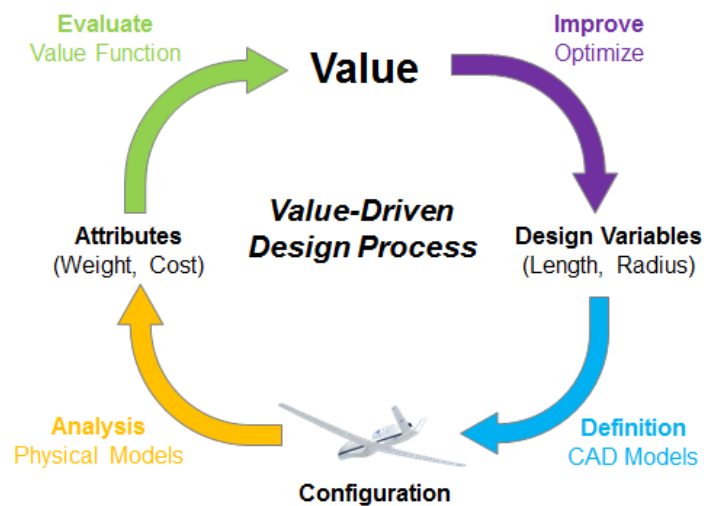 Evaluate
Value Function
Value
Improve
Optimize
Value-Driven
Design Process
Attributes
(Weight, Cost)
Design Variables
(Length, Radius)
Analysis
Physical Models
Definition
CAD Models
Configuration